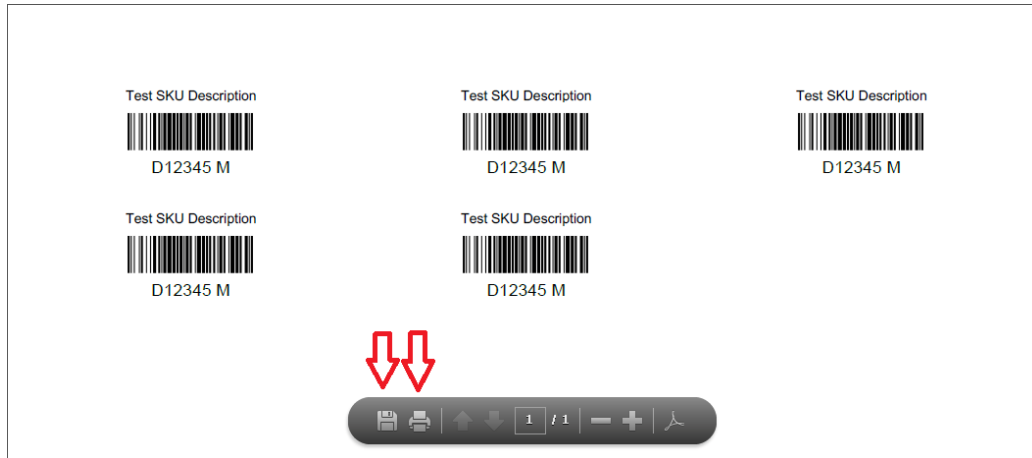 Test SKU Description Test SKU Description Test SKU Description
D12345 M D12345 M D12345 M
Test SKU Description Test SKU Description
D12345 M D12345 M
1 / 1